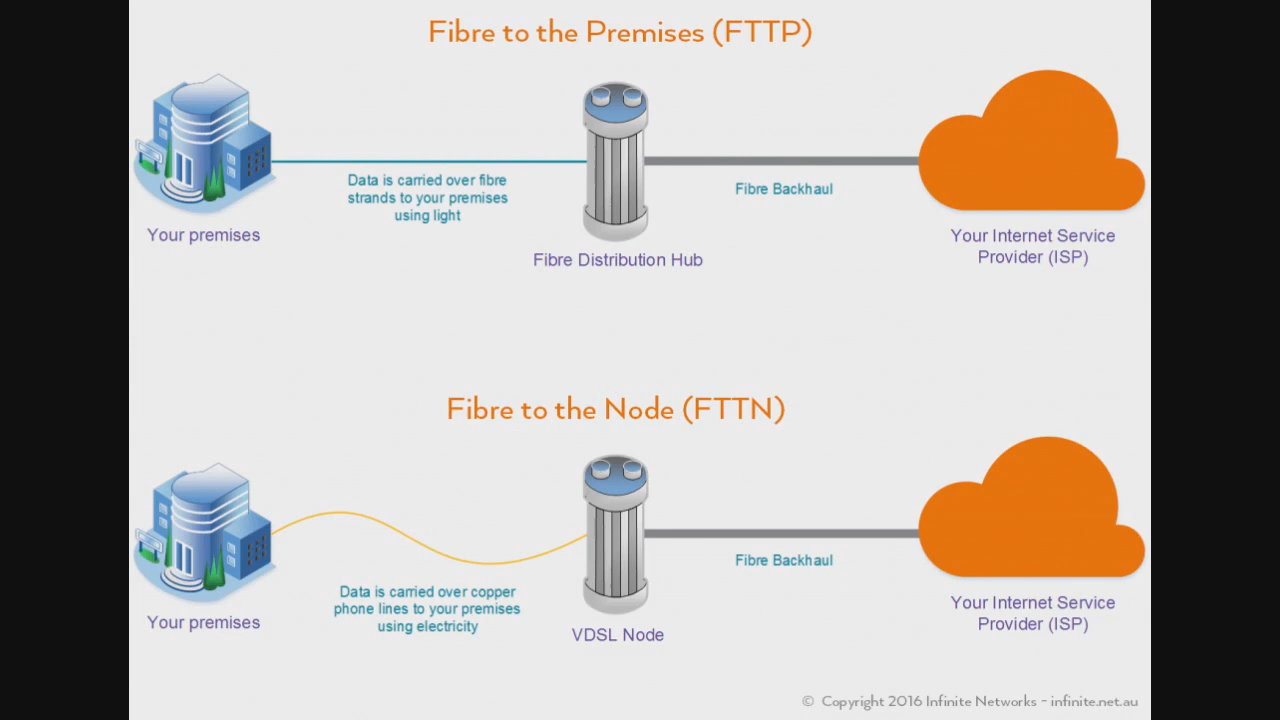 Fibre to the Premises (FTTP)
Data is carried over fibre
strands to your premises
using light
Fibre Backhaul
Your premises
Fibre Distribution Hub
Your Internet Service
Provider (ISP)
Fibre to the Node (FTTN)
Data is carried over copper
phone lines to your premises
using electricity
Fibre Backhaul
Your premises
VDSL Node
Your Internet Service
Provider (ISP)
© Copyright 2016 Infinite Networks - infinite.net.au